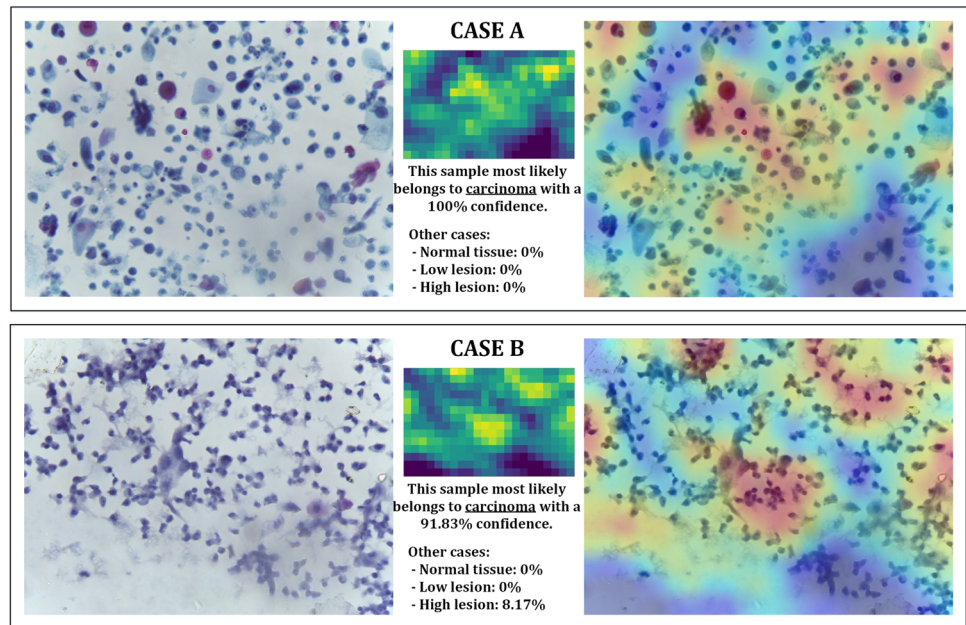 CASE A
This sample most likely
belongs to carcinoma with a
100% confidence.
Other cases:
- Normal tissue: 0%
- Low lesion: 0%
- High lesion: 0%
CASE B
This sample most likely
belongs to carcinoma with a
91.83% confidence.
Other cases:
- Normal tissue: 0%
- Low lesion: 0%
- High lesion: 8.17%